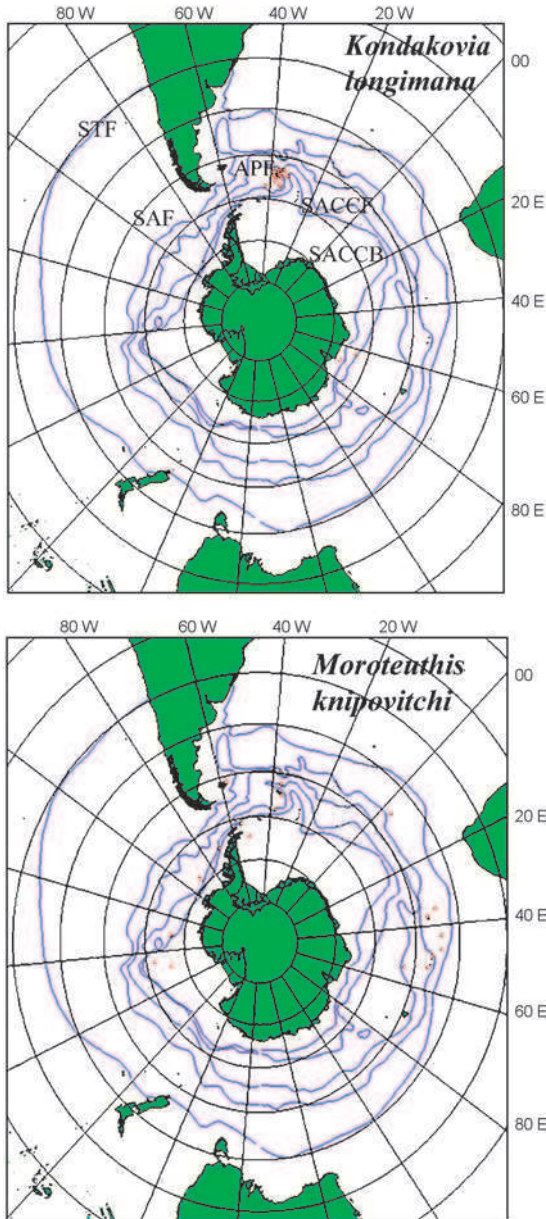 80 W
60 W
40 W
20 W
Kondakovia
longimana
00
STF
APF
SAF
SACCF
20 E
SACCB
40 E
60 E
80 E
80 W
60 W
40 W
20 W
Moroteuthis
knipovitchi
00
20 E
40 E
60 E
80 E